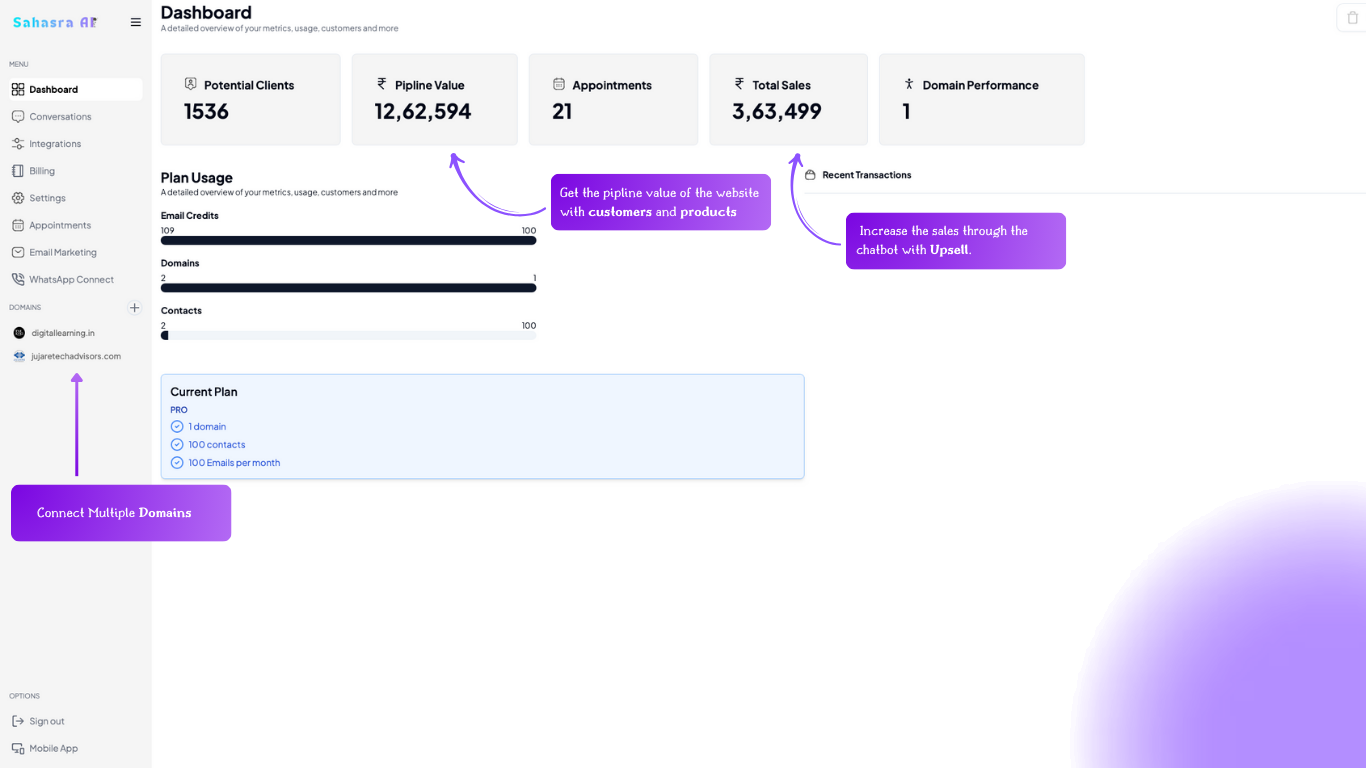 Sahasra AI
MENU
Dashboard
Conversations
Integrations
Billing
Settings
Appointments
Email Marketing
WhatsApp Connect
DOMAINS
digitallearning.in
jujaretechadvisors.com
Connect Multiple Domains
OPTIONS
Sign out
Mobile App
Dashboard
A detailed overview of your metrics, usage, customers and more
₹ Potential Clients
1536
₹ Pipline Value
12,62,594
Appointments
21
₹ Total Sales
3,63,499
Domain Performance
1
Plan Usage
A detailed overview of your metrics, usage, customers and more
Email Credits
109 100
Domains
2 1
Contacts
2 100
Get the pipline value of the website
with customers and products
Recent Transactions
Increase the sales through the
chatbot with Upsell.
Current Plan
PRO
1 domain
100 contacts
100 Emails per month